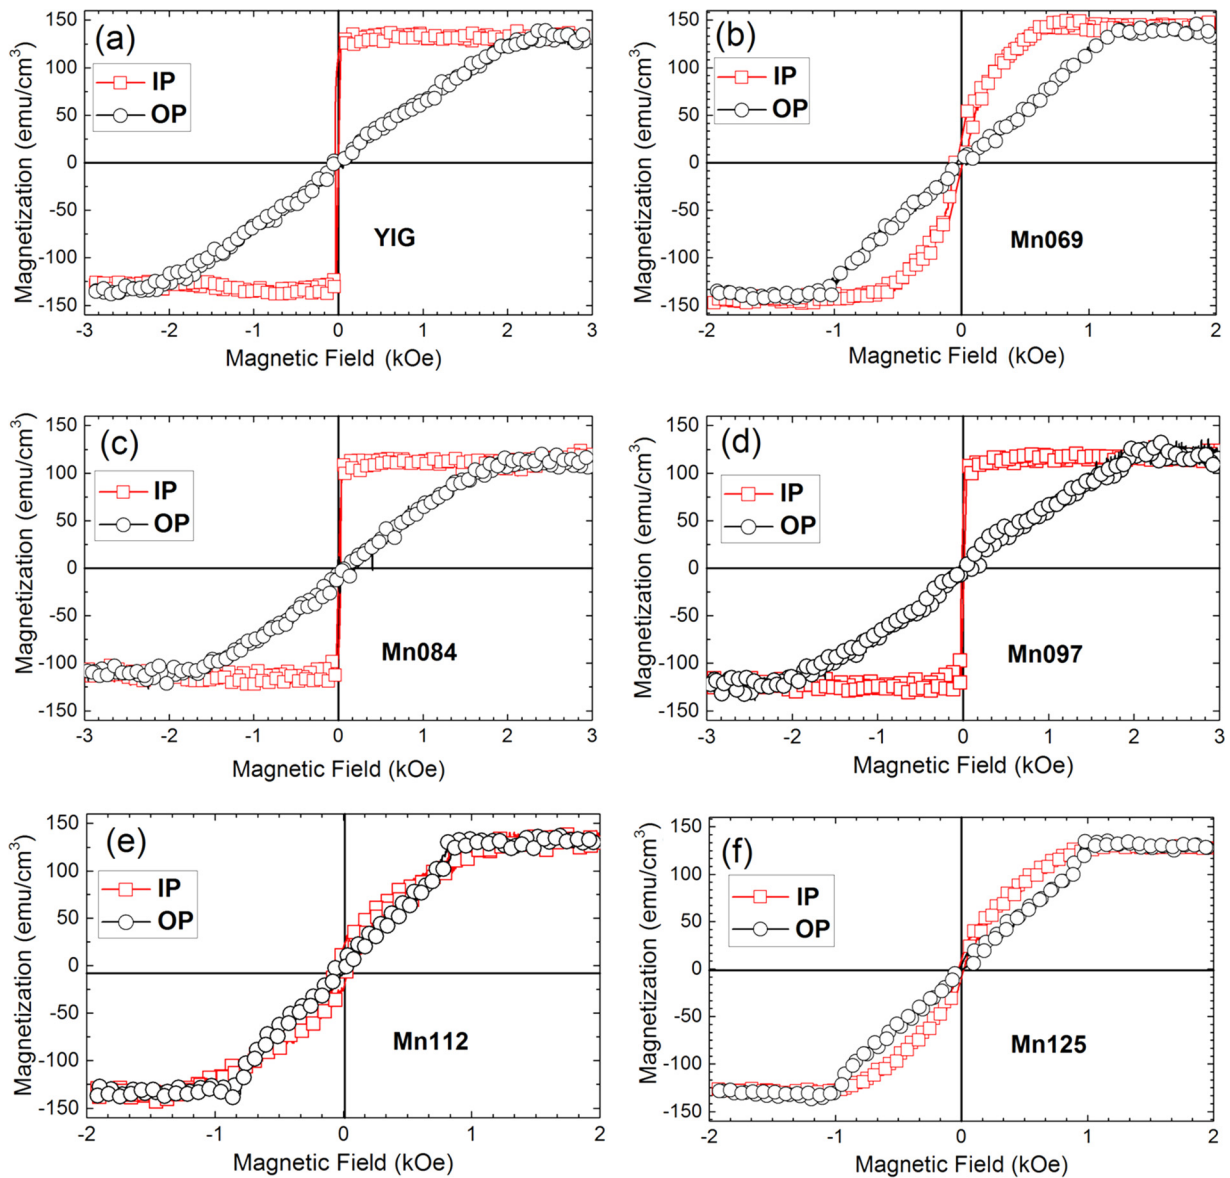 (a)
IP
OP
YIG
150
100
50
0
-50
-100
-150
-3 -2 -1 0 1 2 3
Magnetization (emu/cm³)
Magnetic Field (kOe)
(b)
IP
OP
Mn069
150
100
50
0
-50
-100
-150
-2 -1 0 1 2
Magnetization (emu/cm³)
Magnetic Field (kOe)
(c)
IP
OP
Mn084
150
100
50
0
-50
-100
-150
-3 -2 -1 0 1 2 3
Magnetization (emu/cm³)
Magnetic Field (kOe)
(d)
IP
OP
Mn097
150
100
50
0
-50
-100
-150
-3 -2 -1 0 1 2 3
Magnetization (emu/cm³)
Magnetic Field (kOe)
(e)
IP
OP
Mn112
150
100
50
0
-50
-100
-150
-2 -1 0 1 2
Magnetization (emu/cm³)
Magnetic Field (kOe)
(f)
IP
OP
Mn125
150
100
50
0
-50
-100
-150
-2 -1 0 1 2
Magnetization (emu/cm³)
Magnetic Field (kOe)